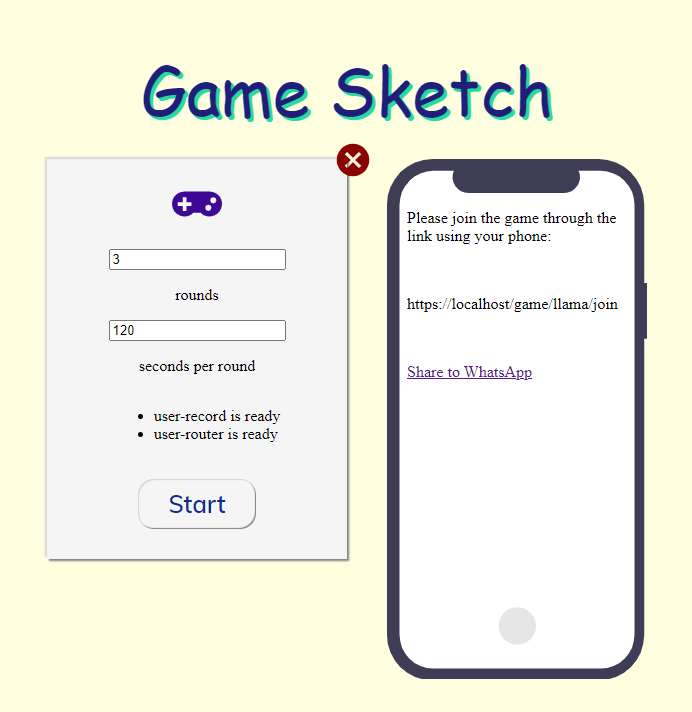 Game Sketch
3
rounds
120
seconds per round
user-record is ready
user-router is ready
Start
Please join the game through the
link using your phone:
https://localhost/game/llama/join
Share to WhatsApp